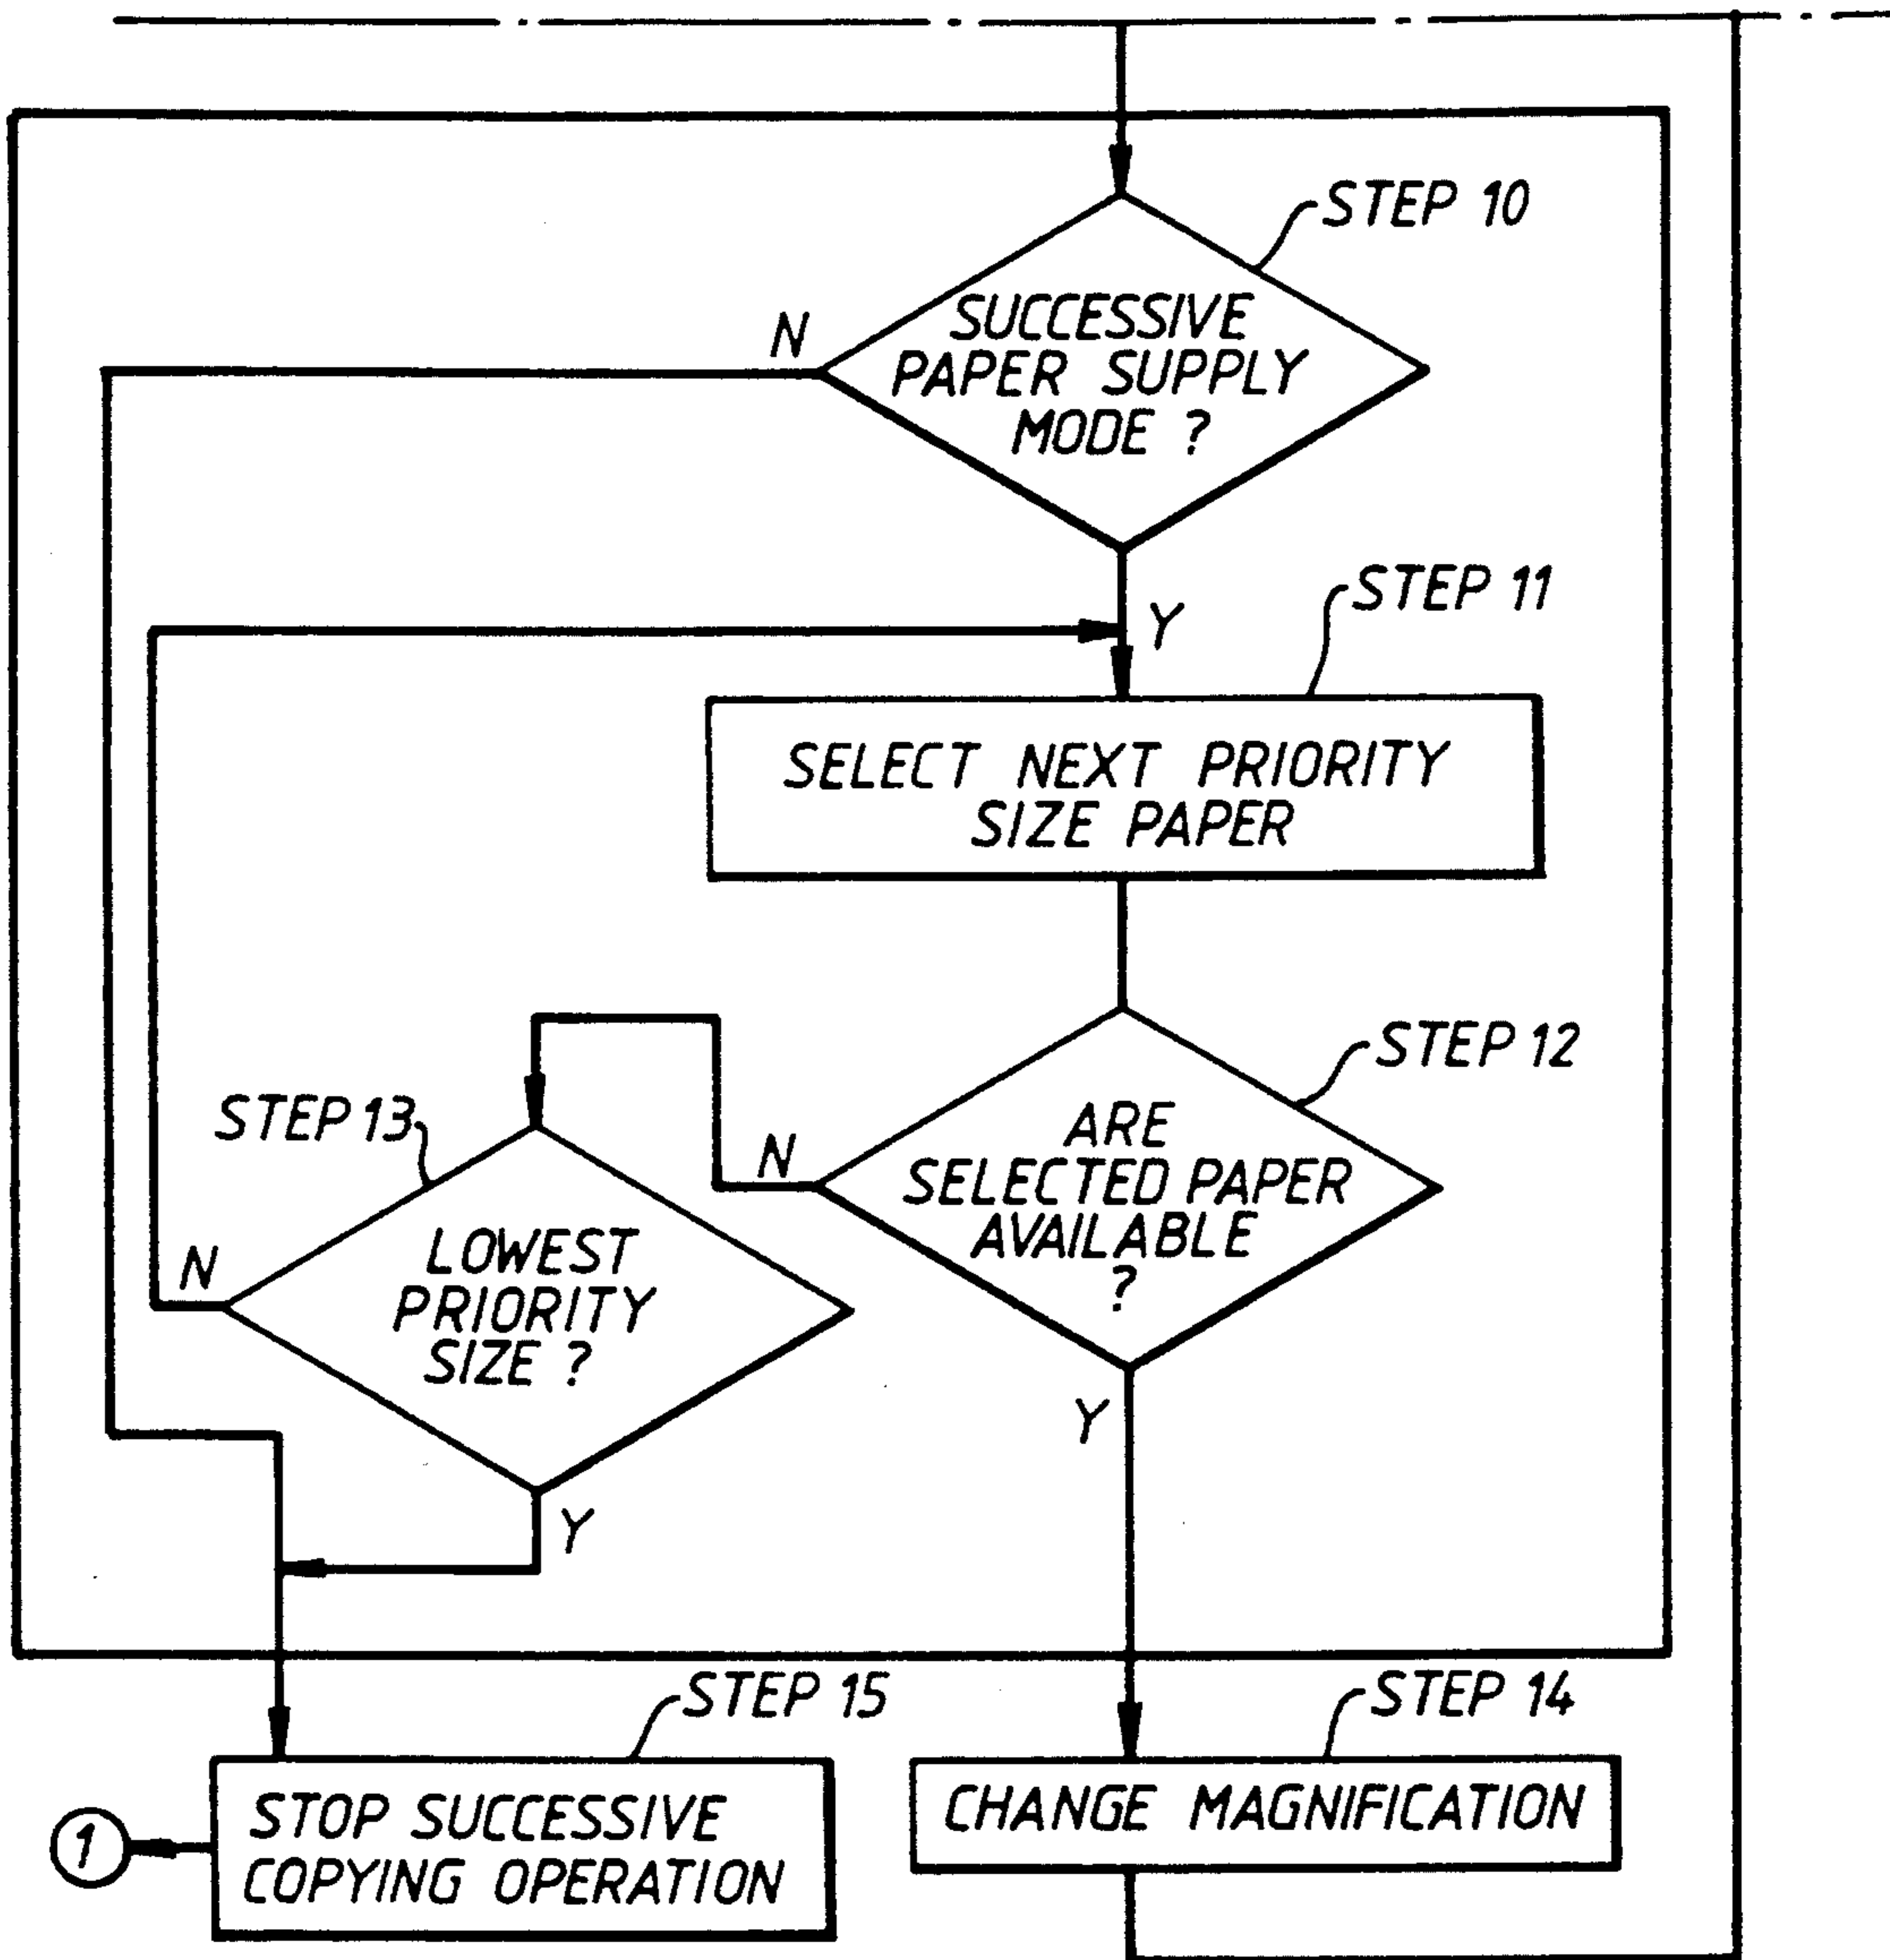 STEP 10
N
SUCCESSIVE
PAPER SUPPLY
MODE ?
STEP 11
Y
SELECT NEXT PRIORITY
SIZE PAPER
STEP 12
STEP 13
ARE
SELECTED PAPER
AVAILABLE
?
N
LOWEST
PRIORITY
SIZE ?
N
Y
Y
STEP 15
STEP 14
STOP SUCCESSIVE
COPYING OPERATION
CHANGE MAGNIFICATION
1